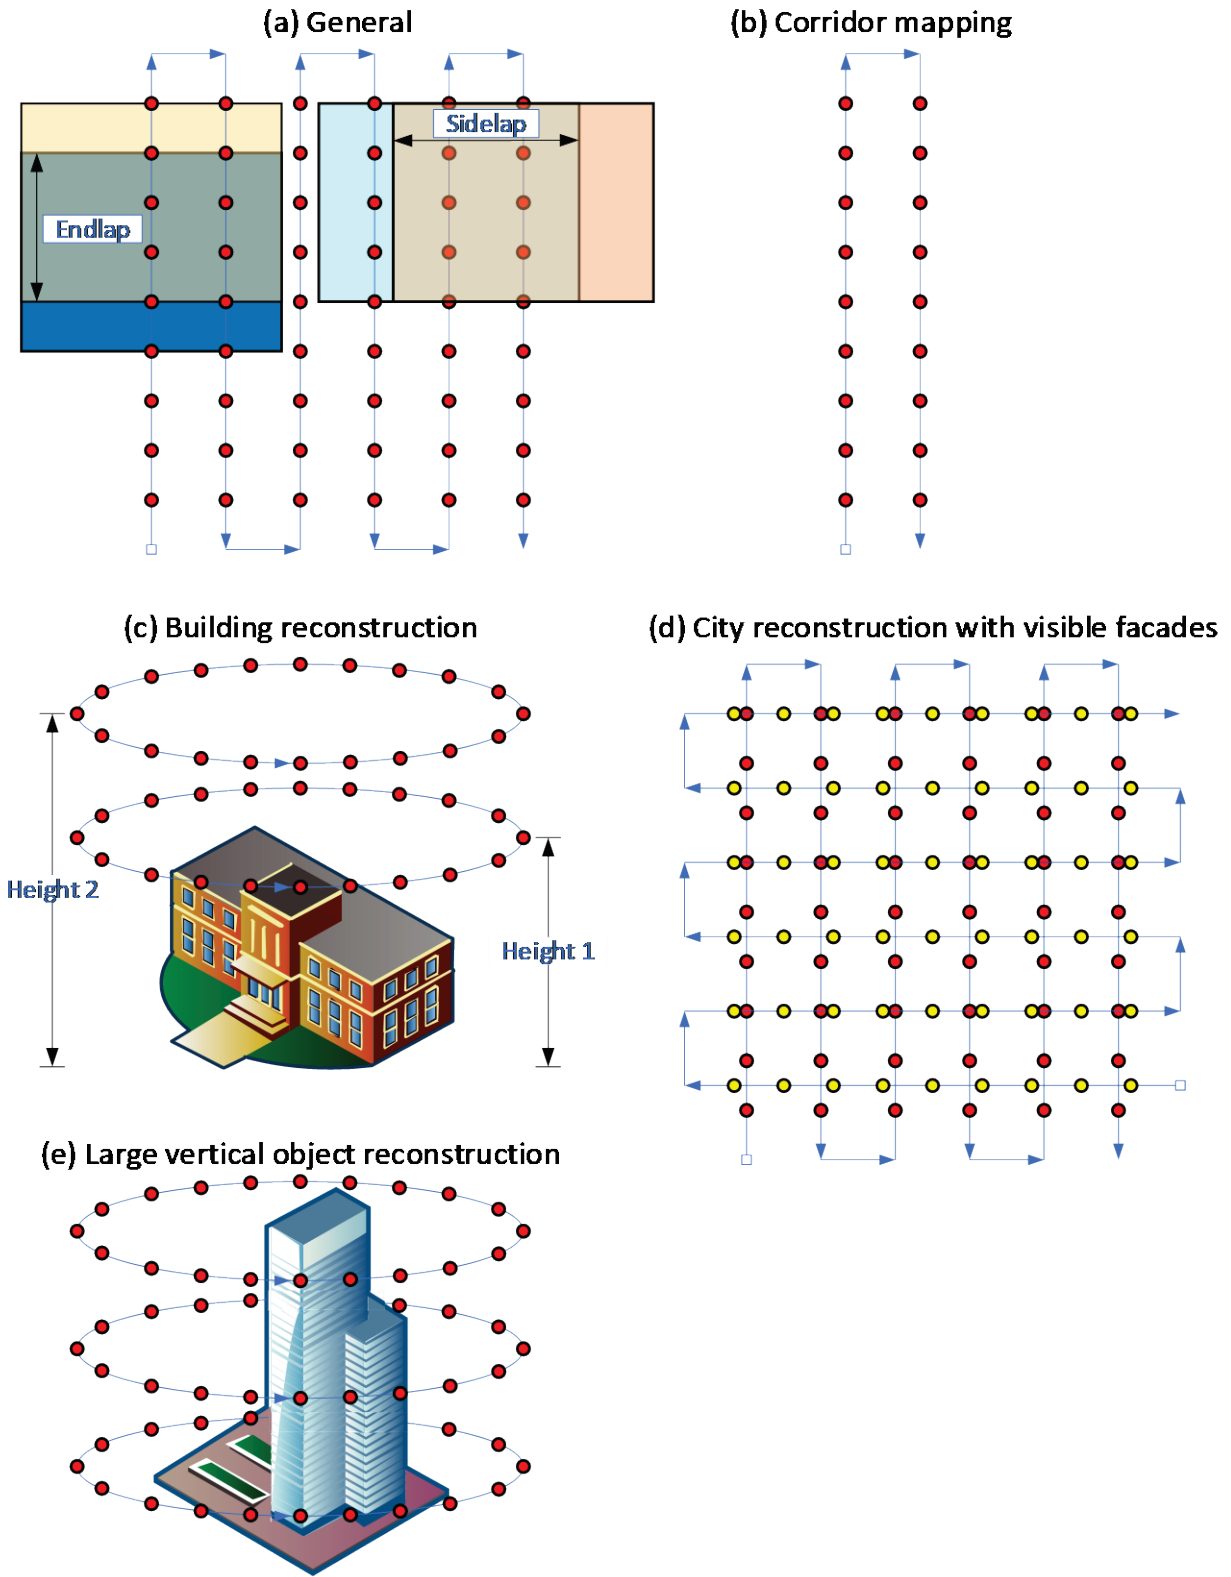 (a) General
(b) Corridor mapping
Sidelap
Endlap
(c) Building reconstruction
(d) City reconstruction with visible facades
Height 2
Height 1
(e) Large vertical object reconstruction